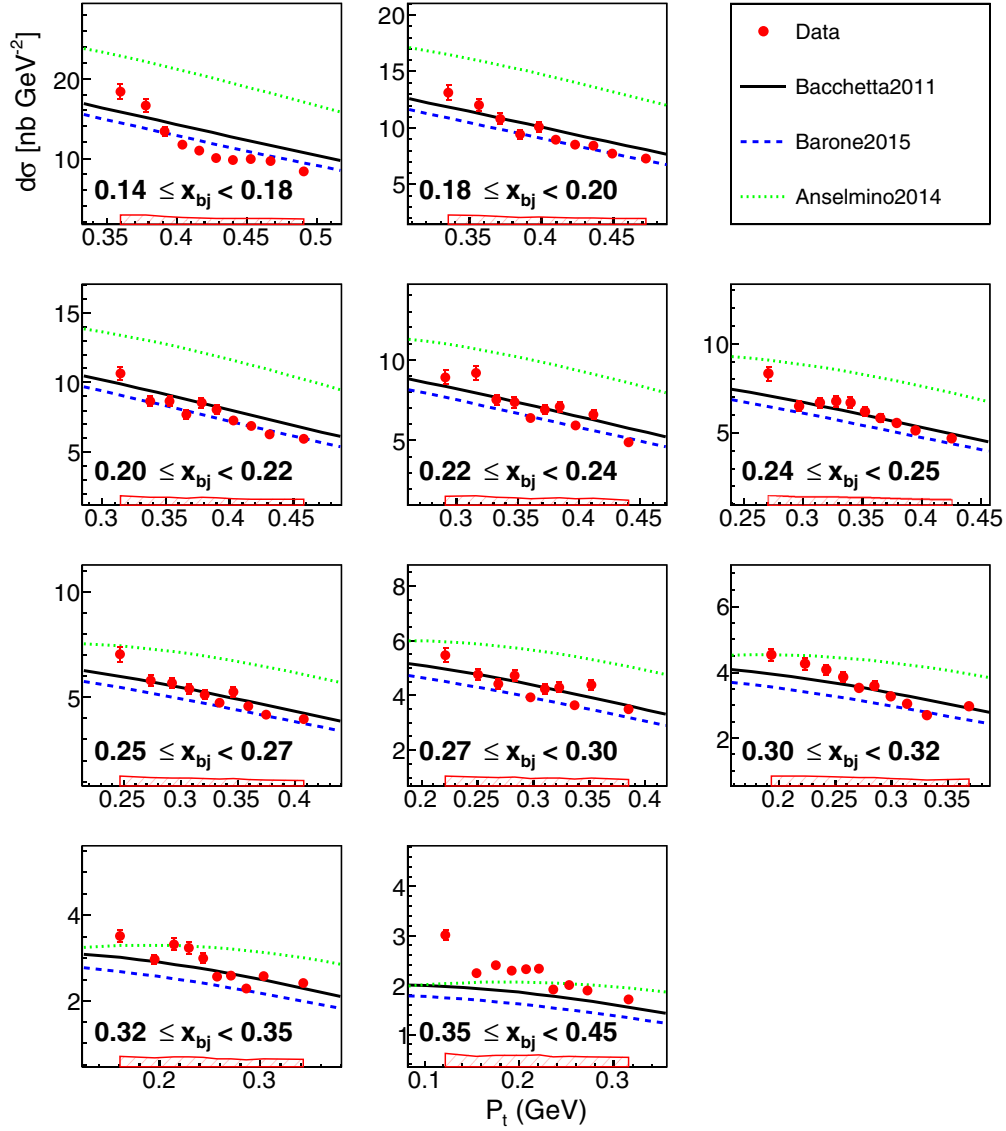 dσ [nb GeV⁻²]
20
10
0.14 ≤ x_bj < 0.18
0.35 0.4 0.45 0.5
20
15
10
5
0.18 ≤ x_bj < 0.20
0.35 0.4 0.45
Data
Bacchetta2011
Barone2015
Anselmino2014
15
10
5
0.20 ≤ x_bj < 0.22
0.3 0.35 0.4 0.45
10
5
0.22 ≤ x_bj < 0.24
0.3 0.35 0.4 0.45
10
5
0.24 ≤ x_bj < 0.25
0.25 0.3 0.35 0.4 0.45
10
5
0.25 ≤ x_bj < 0.27
0.25 0.3 0.35 0.4
8
6
4
2
0.27 ≤ x_bj < 0.30
0.2 0.25 0.3 0.35 0.4
6
4
2
0.30 ≤ x_bj < 0.32
0.2 0.25 0.3 0.35
4
2
0.32 ≤ x_bj < 0.35
0.2 0.3
4
3
2
1
0.35 ≤ x_bj < 0.45
0.1 0.2 0.3
P_t (GeV)